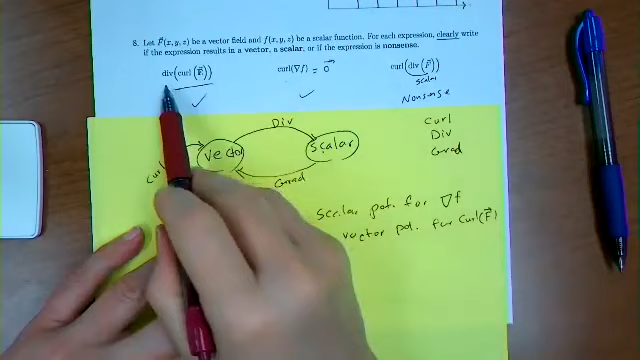 8. Let F⃗(x, y, z) be a vector field and f(x, y, z) be a scalar function. For each expression, clearly write
if the expression results in a vector, a scalar, or if the expression is nonsense.
div(curl(F⃗)) curl(∇f) = 0⃗ curl(div(F⃗))
scalar
✓ ✓ Nonsense
Div curl
vector scalar Div
curl Grad Grad
scalar pot. for ∇f
vector pot. for curl(F⃗)